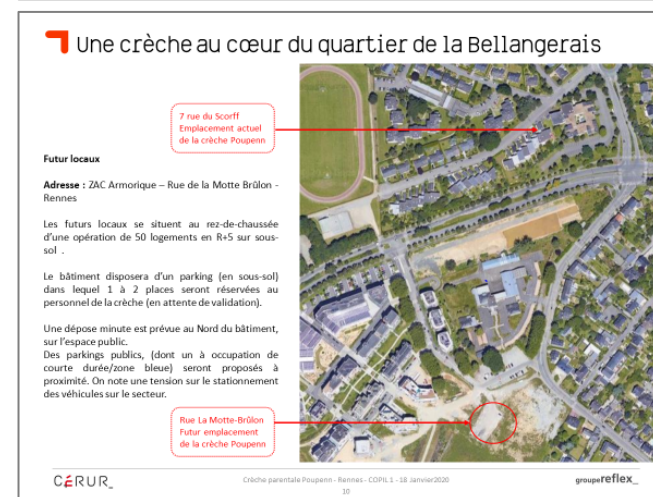 Une crèche au cœur du quartier de la Bellangerais
7 rue du Scorff
Emplacement actuel
de la crèche Poupenn
Futur locaux
Adresse : ZAC Armorique – Rue de la Motte Brûlon -
Rennes
Les futurs locaux se situent au rez-de-chaussée
d'une opération de 50 logements en R+5 sur sous-
sol .
Le bâtiment disposera d'un parking (en sous-sol)
dans lequel 1 à 2 places seront réservées au
personnel de la crèche (en attente de validation).
Une dépose minute est prévue au Nord du bâtiment,
sur l'espace public.
Des parkings publics, (dont un à occupation de
courte durée/zone bleue) seront proposés à
proximité. On note une tension sur le stationnement
des véhicules sur le secteur.
Rue La Motte-Brûlon
Futur emplacement
de la crèche Poupenn
CÉRUR_
Crèche parentale Poupenn - Rennes - COPIL 1 - 16 Janvier2020
groupereflex_
10